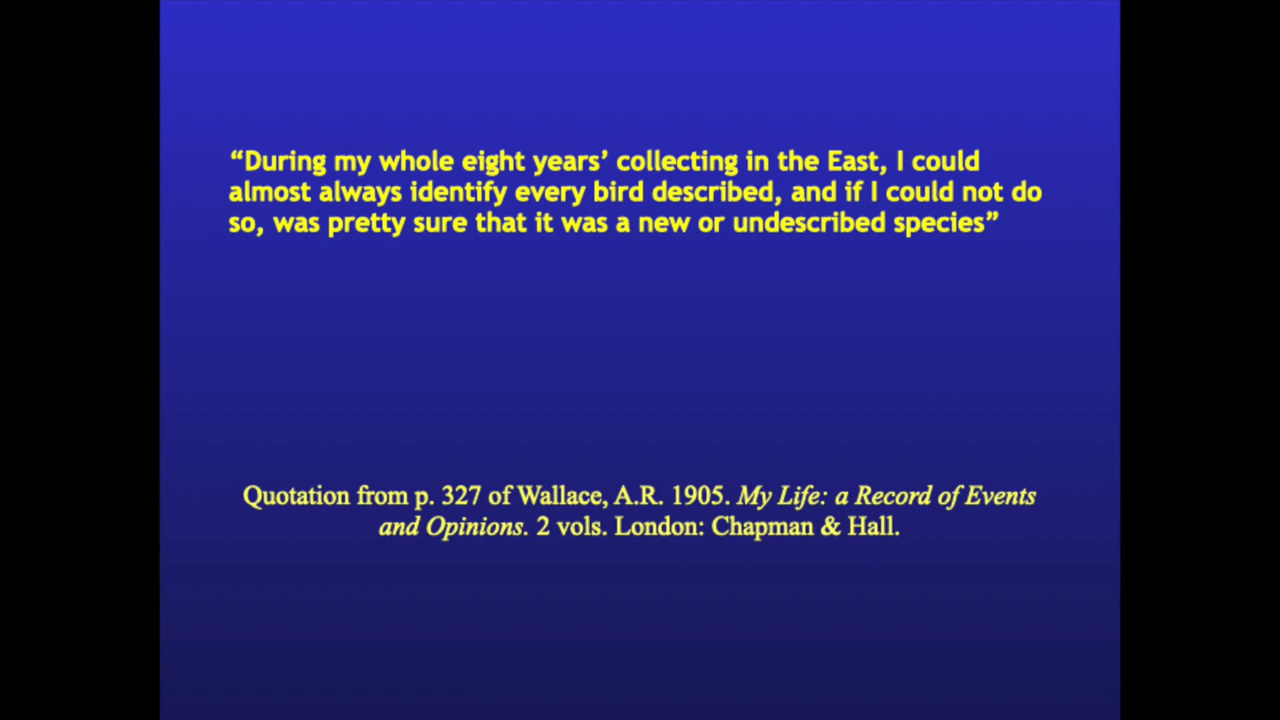 “During my whole eight years’ collecting in the East, I could
almost always identify every bird described, and if I could not do
so, was pretty sure that it was a new or undescribed species”
Quotation from p. 327 of Wallace, A.R. 1905. My Life: a Record of Events
and Opinions. 2 vols. London: Chapman & Hall.